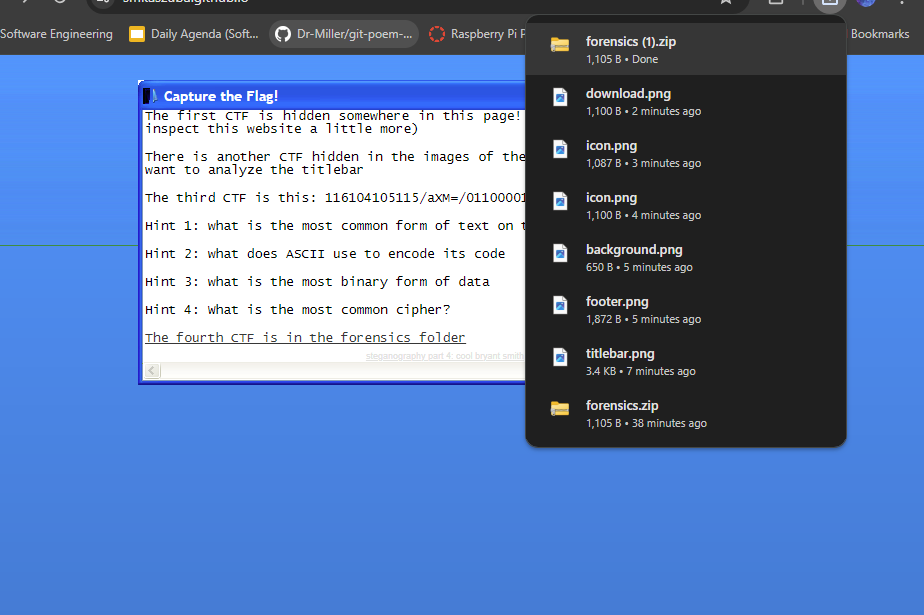 Software Engineering
Daily Agenda (Soft...
Dr-Miller/git-poem-...
Raspberry Pi F
Bookmarks
Capture the Flag!
The first CTF is hidden somewhere in this page!
inspect this website a little more)
There is another CTF hidden in the images of the
want to analyze the titlebar
The third CTF is this: 116104105115/aXM=/01100001
Hint 1: what is the most common form of text on t
Hint 2: what does ASCII use to encode its code
Hint 3: what is the most binary form of data
Hint 4: what is the most common cipher?
The fourth CTF is in the forensics folder
steganography part 4: cool bryant smith
forensics (1).zip
1,105 B • Done
download.png
1,100 B • 2 minutes ago
icon.png
1,087 B • 3 minutes ago
icon.png
1,100 B • 4 minutes ago
background.png
650 B • 5 minutes ago
footer.png
1,872 B • 5 minutes ago
titlebar.png
3.4 KB • 7 minutes ago
forensics.zip
1,105 B • 38 minutes ago